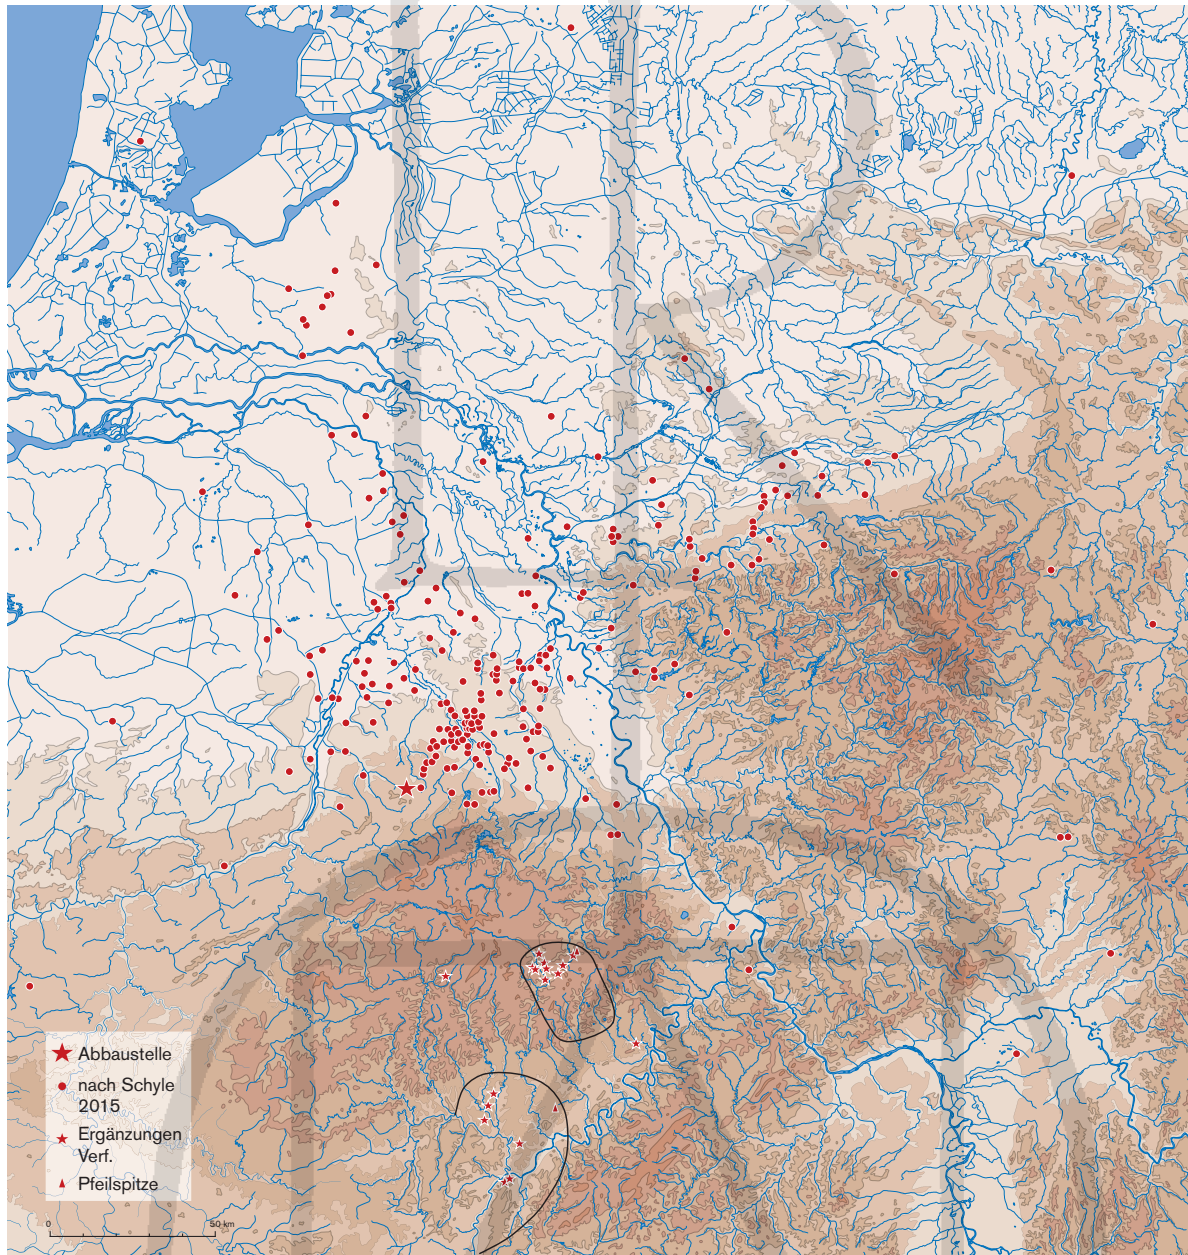 Abbaustelle
nach Schyle
2015
Ergänzungen
Verf.
Pfeilspitze
0 50 km